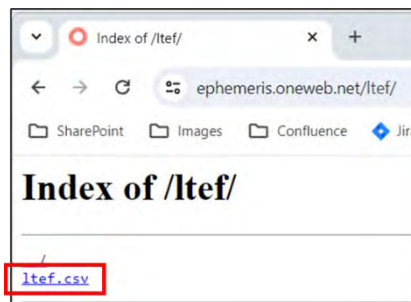 Index of /ltef/
ephemeris.oneweb.net/ltef/
SharePoint Images Confluence
Index of /ltef/
../
ltef.csv